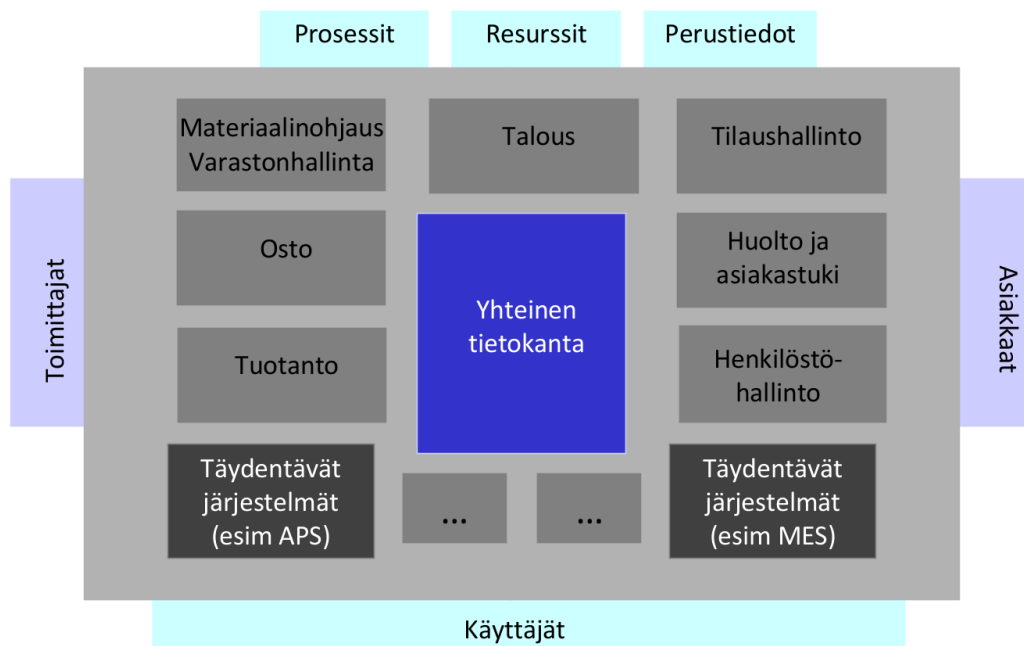 Prosessit
Resurssit
Perustiedot
Materiaalinohjaus
Varastonhallinta
Talous
Tilaushallinto
Toimittajat
Osto
Yhteinen
tietokanta
Huolto ja
asiakastuki
Asiakkaat
Tuotanto
Henkilöstö-
hallinto
Täydentävät
järjestelmät
(esim APS)
...
...
Täydentävät
järjestelmät
(esim MES)
Käyttäjät